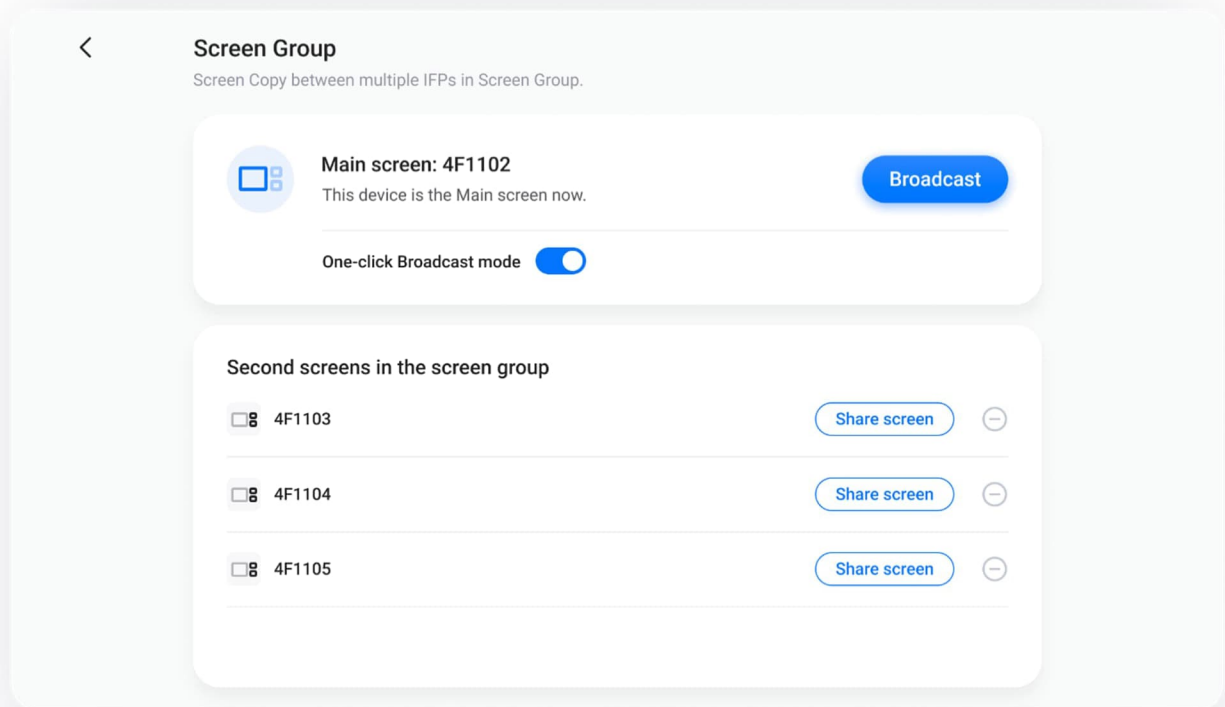 Screen Group
Screen Copy between multiple IFPs in Screen Group.
Main screen: 4F1102
This device is the Main screen now.
Broadcast
One-click Broadcast mode
Second screens in the screen group
4F1103
Share screen
4F1104
Share screen
4F1105
Share screen